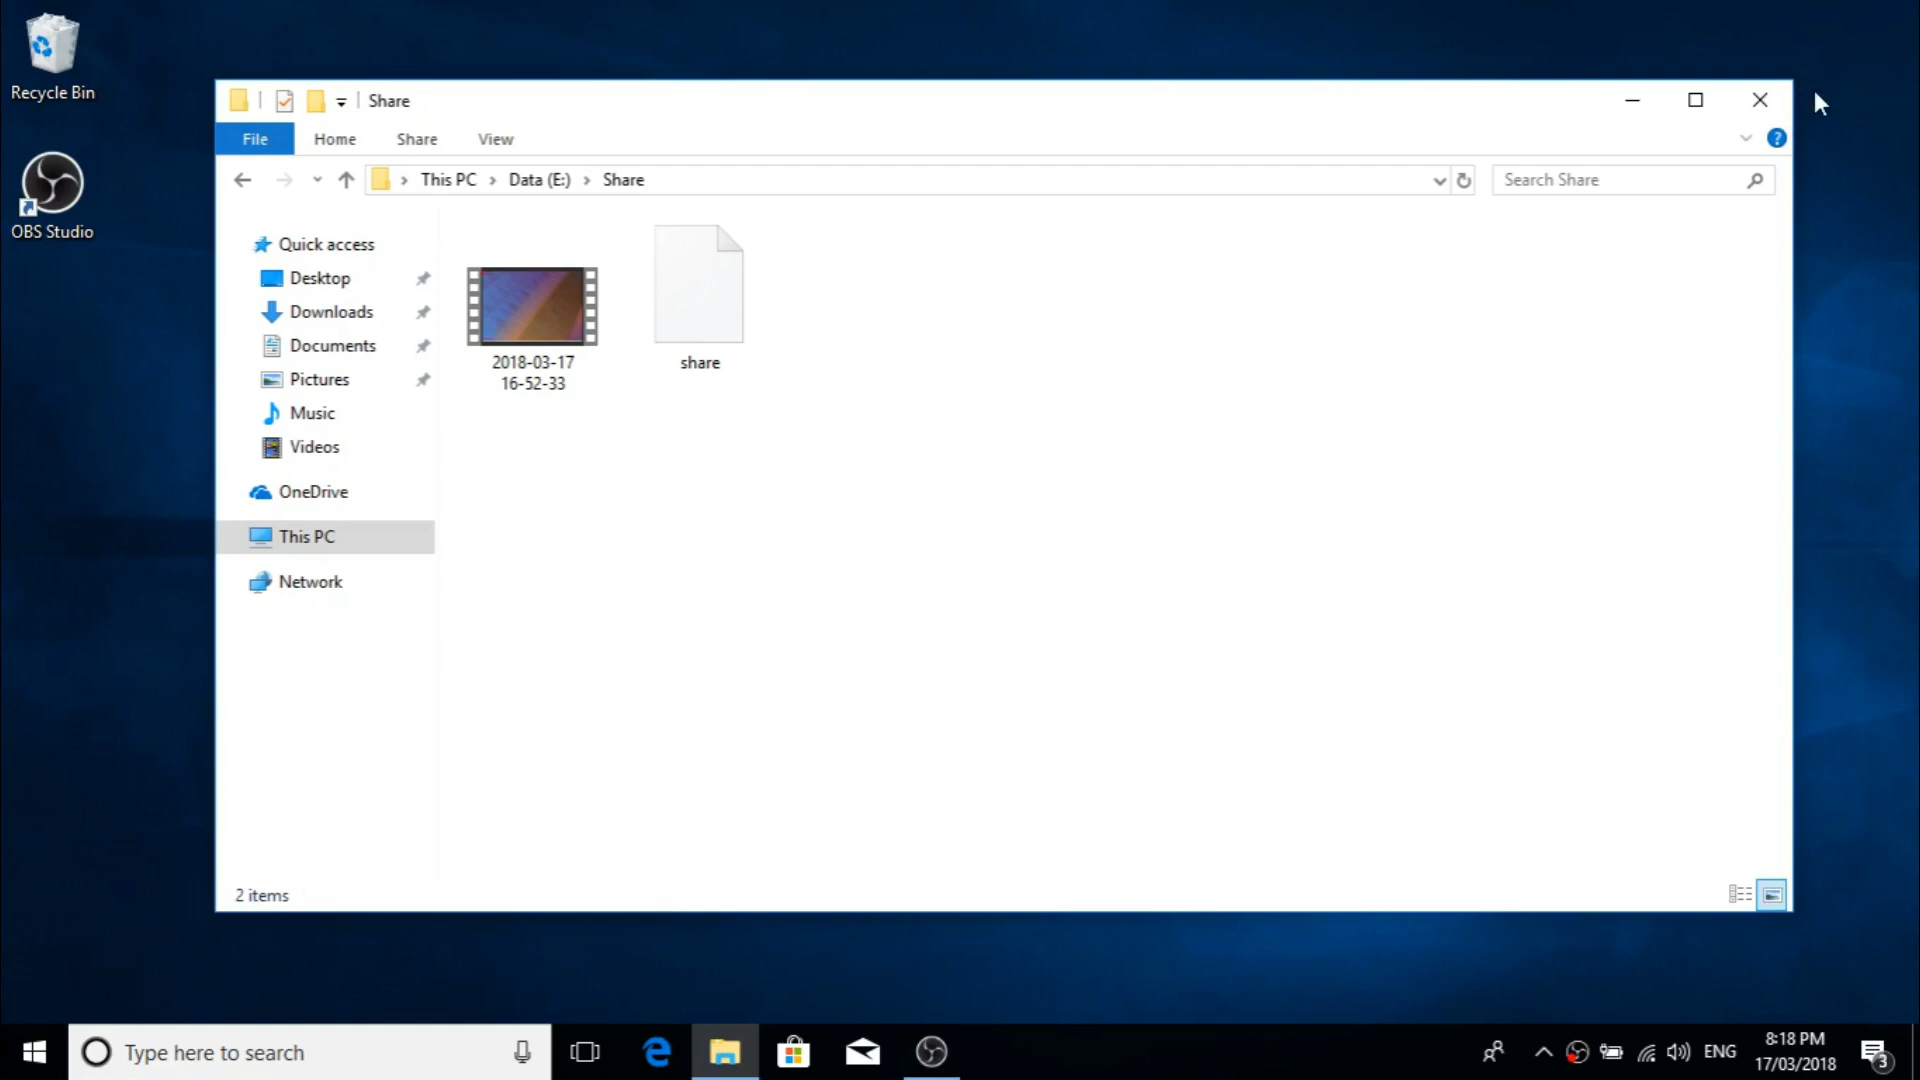 Recycle Bin
OBS Studio
Share
File Home Share View
This PC Data (E:) Share
Search Share
Quick access
Desktop
Downloads
Documents
Pictures
Music
Videos
OneDrive
This PC
Network
2018-03-17
16-52-33
share
2 items
Type here to search
ENG
8:18 PM
17/03/2018
3